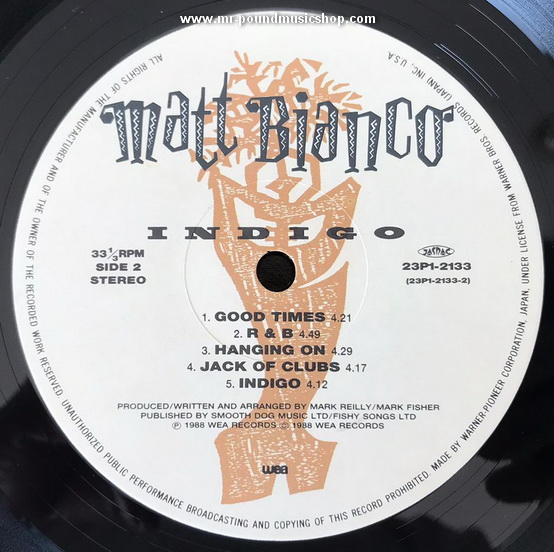 www.mr-poundmusicshop.com
ALL RIGHTS OF THE MANUFACTURER AND OF THE OWNER OF THE RECORDED WORK RESERVED. UNAUTHORIZED PUBLIC PERFORMANCE BROADCASTING AND COPYING OF THIS RECORD PROHIBITED. MADE BY WARNER-PIONEER CORPORATION, JAPAN, UNDER LICENSE FROM WARNER BROS. RECORDS (JAPAN) INC., U.S.A.
matt Bianco
INDIGO
33⅓RPM
SIDE 2
STEREO
JASRAC
23P1-2133
(23P1-2133-2)
1. GOOD TIMES 4.21
2. R & B 4.49
3. HANGING ON 4.29
4. JACK OF CLUBS 4.17
5. INDIGO 4.12
PRODUCED/WRITTEN AND ARRANGED BY MARK REILLY/MARK FISHER
PUBLISHED BY SMOOTH DOG MUSIC LTD/FISHY SONGS LTD
℗ 1988 WEA RECORDS © 1988 WEA RECORDS
wea